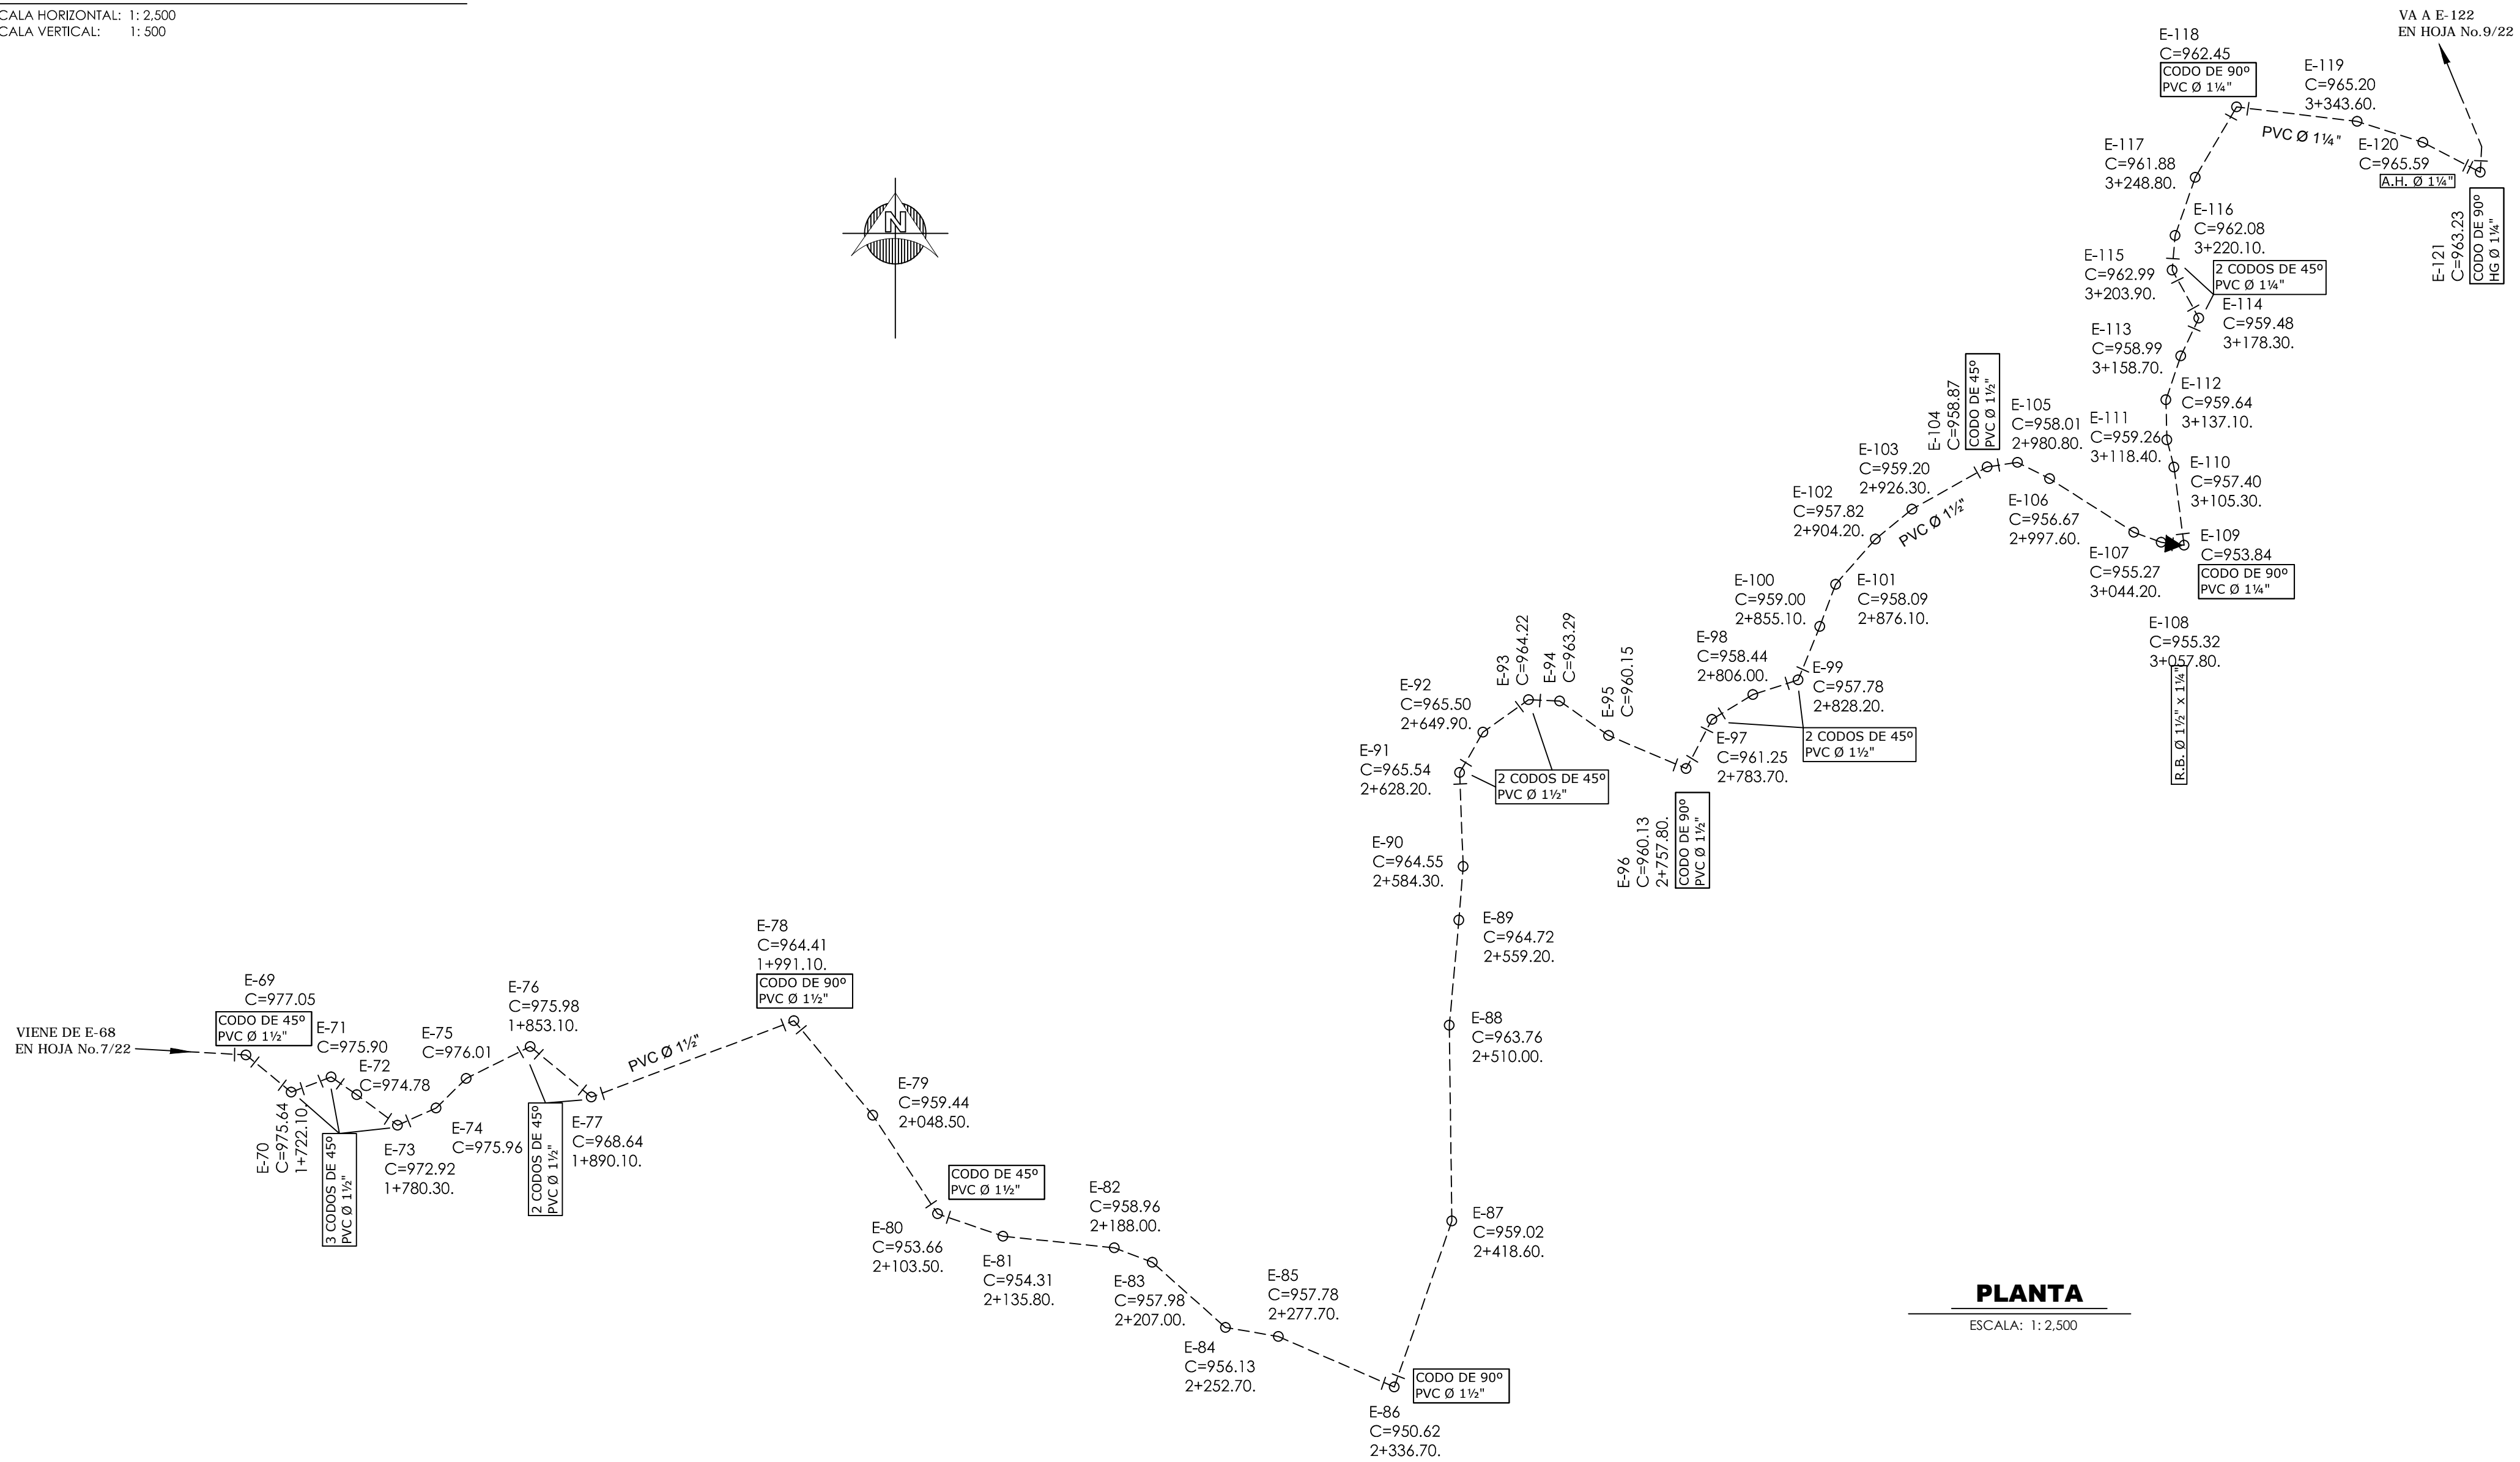 CALA HORIZONTAL: 1: 2,500
CALA VERTICAL: 1: 500
N
VIENE DE E-68
EN HOJA No.7/22
E-69
C=977.05
CODO DE 45º
PVC Ø 1½"
E-70
C=975.64
1+722.10.
E-71
C=975.90
E-72
C=974.78
3 CODOS DE 45º
PVC Ø 1½"
E-73
C=972.92
1+780.30.
E-74
C=975.96
E-75
C=976.01
E-76
C=975.98
1+853.10.
2 CODOS DE 45º
PVC Ø 1½"
E-77
C=968.64
1+890.10.
PVC Ø 1½"
E-78
C=964.41
1+991.10.
CODO DE 90º
PVC Ø 1½"
E-79
C=959.44
2+048.50.
E-80
C=953.66
2+103.50.
CODO DE 45º
PVC Ø 1½"
E-81
C=954.31
2+135.80.
E-82
C=958.96
2+188.00.
E-83
C=957.98
2+207.00.
E-84
C=956.13
2+252.70.
E-85
C=957.78
2+277.70.
E-86
C=950.62
2+336.70.
CODO DE 90º
PVC Ø 1½"
E-87
C=959.02
2+418.60.
E-88
C=963.76
2+510.00.
E-89
C=964.72
2+559.20.
E-90
C=964.55
2+584.30.
E-91
C=965.54
2+628.20.
E-92
C=965.50
2+649.90.
E-93
C=964.22
E-94
C=963.29
2 CODOS DE 45º
PVC Ø 1½"
E-95
C=960.15
E-96
C=960.13
2+757.80.
CODO DE 90º
PVC Ø 1½"
E-97
C=961.25
2+783.70.
E-98
C=958.44
2+806.00.
E-99
C=957.78
2+828.20.
2 CODOS DE 45º
PVC Ø 1½"
E-100
C=959.00
2+855.10.
E-101
C=958.09
2+876.10.
E-102
C=957.82
2+904.20.
E-103
C=959.20
2+926.30.
PVC Ø 1½"
E-104
C=958.87
CODO DE 45º
PVC Ø 1½"
E-105
C=958.01
2+980.80.
E-106
C=956.67
2+997.60.
E-107
C=955.27
3+044.20.
E-108
C=955.32
3+057.80.
R.B. Ø 1½" x 1¼"
E-109
C=953.84
CODO DE 90º
PVC Ø 1¼"
E-110
C=957.40
3+105.30.
E-111
C=959.26
3+118.40.
E-112
C=959.64
3+137.10.
E-113
C=958.99
3+158.70.
E-114
C=959.48
3+178.30.
2 CODOS DE 45º
PVC Ø 1¼"
E-115
C=962.99
3+203.90.
E-116
C=962.08
3+220.10.
E-117
C=961.88
3+248.80.
E-118
C=962.45
CODO DE 90º
PVC Ø 1¼"
PVC Ø 1¼"
E-119
C=965.20
3+343.60.
E-120
C=965.59
A.H. Ø 1¼"
E-121
C=963.23
CODO DE 90º
HG Ø 1¼"
VA A E-122
EN HOJA No.9/22
PLANTA
ESCALA: 1: 2,500